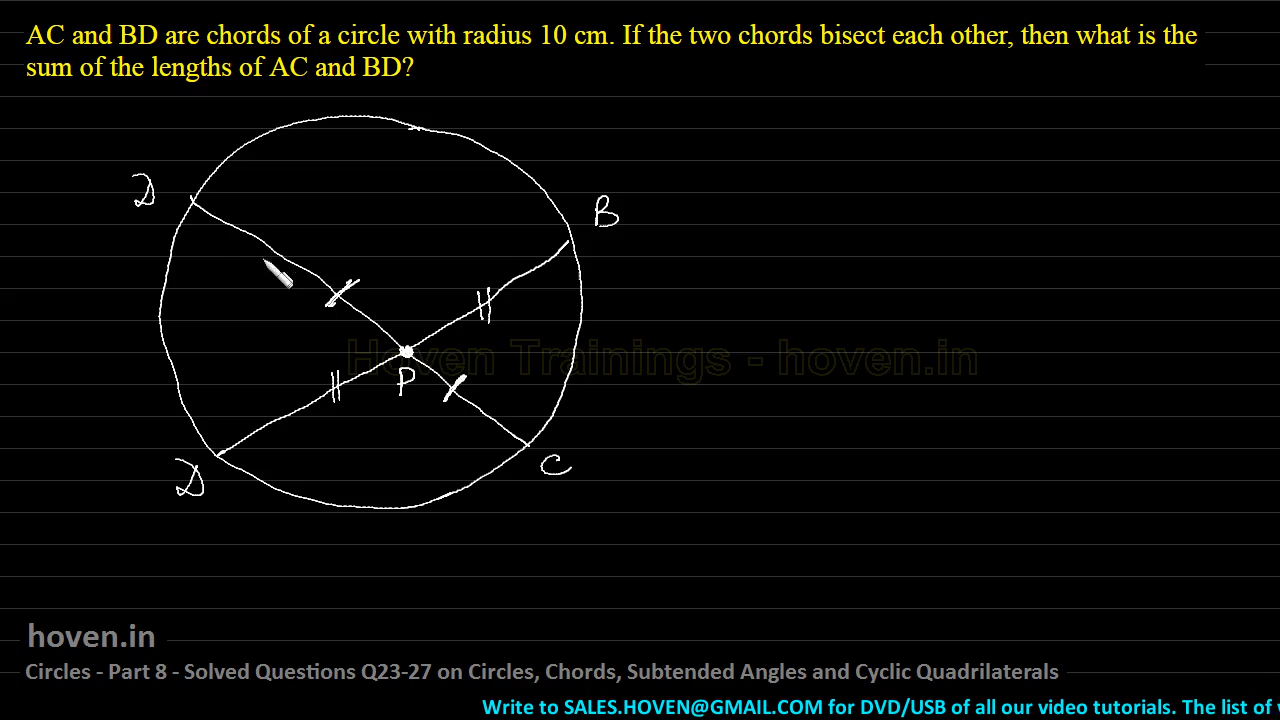 AC and BD are chords of a circle with radius 10 cm. If the two chords bisect each other, then what is the
sum of the lengths of AC and BD?
D
B
Hoven Trainings - hoven.in
P
C
D
hoven.in
Circles - Part 8 - Solved Questions Q23-27 on Circles, Chords, Subtended Angles and Cyclic Quadrilaterals
Write to SALES.HOVEN@GMAIL.COM for DVD/USB of all our video tutorials. The list of